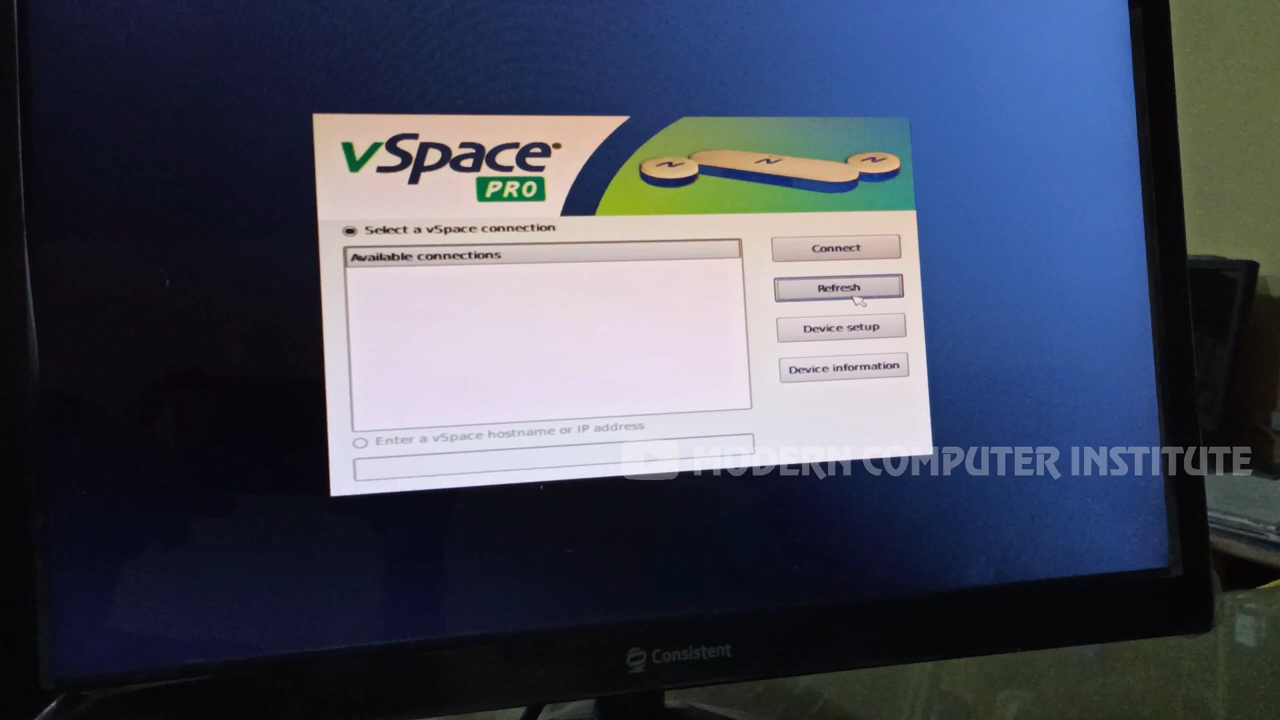 vSpace
PRO
Select a vSpace connection
Available connections
Connect
Refresh
Device setup
Device information
Enter a vSpace hostname or IP address
MODERN COMPUTER INSTITUTE
Consistent